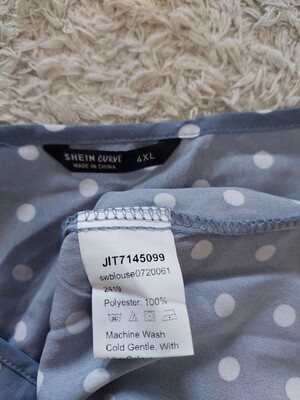 SHEIN CURVE 4XL
MADE IN CHINA
JIT7145099
swblouse0720061
2419
Polyester: 100%
Machine Wash
Cold Gentle, With